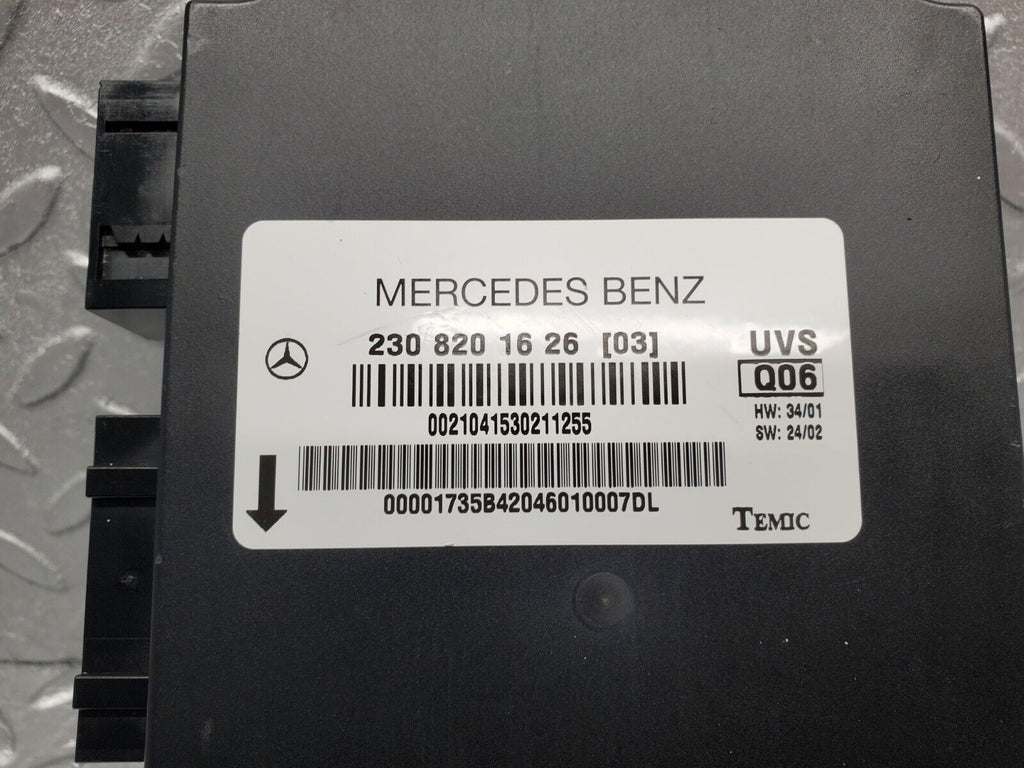 MERCEDES BENZ
230 820 16 26 [03]
UVS
Q06
0021041530211255
HW: 34/01
SW: 24/02
00001735B42046010007DL
TEMIC